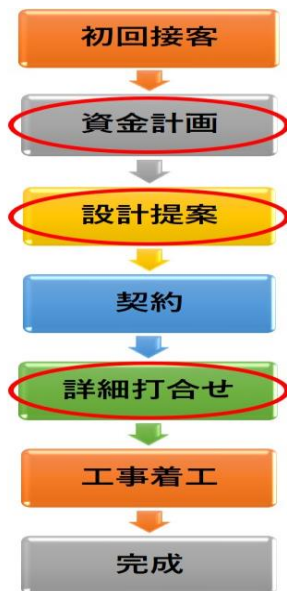 初回接客
資金計画
設計提案
契約
詳細打合せ
工事着工
完成